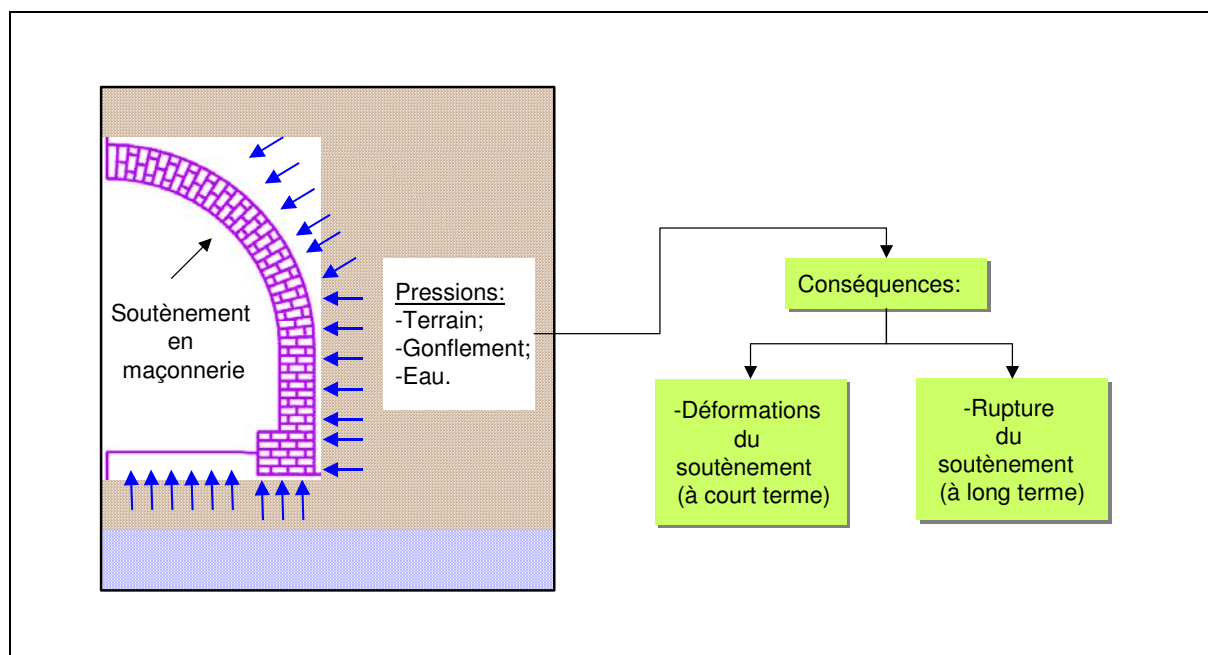 Soutènement
en
maçonnerie
Pressions:
-Terrain;
-Gonflement;
-Eau.
Conséquences:
-Déformations
du
soutènement
(à court terme)
-Rupture
du
soutènement
(à long terme)